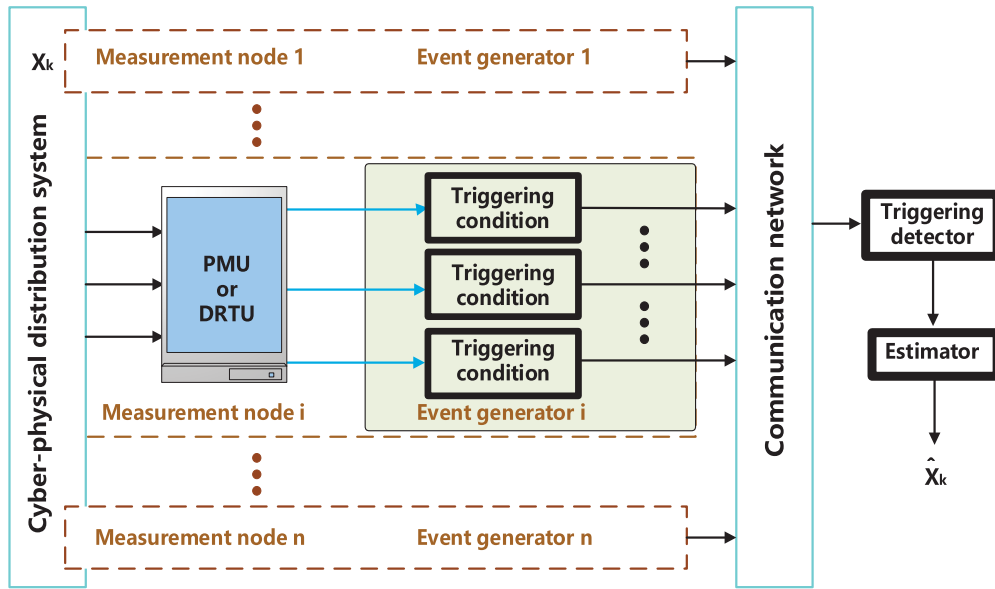 Xk
Measurement node 1
Event generator 1
Cyber-physical distribution system
PMU
or
DRTU
Triggering
condition
Triggering
condition
Triggering
condition
Measurement node i
Event generator i
Measurement node n
Event generator n
Communication network
Triggering
detector
Estimator
X̂k